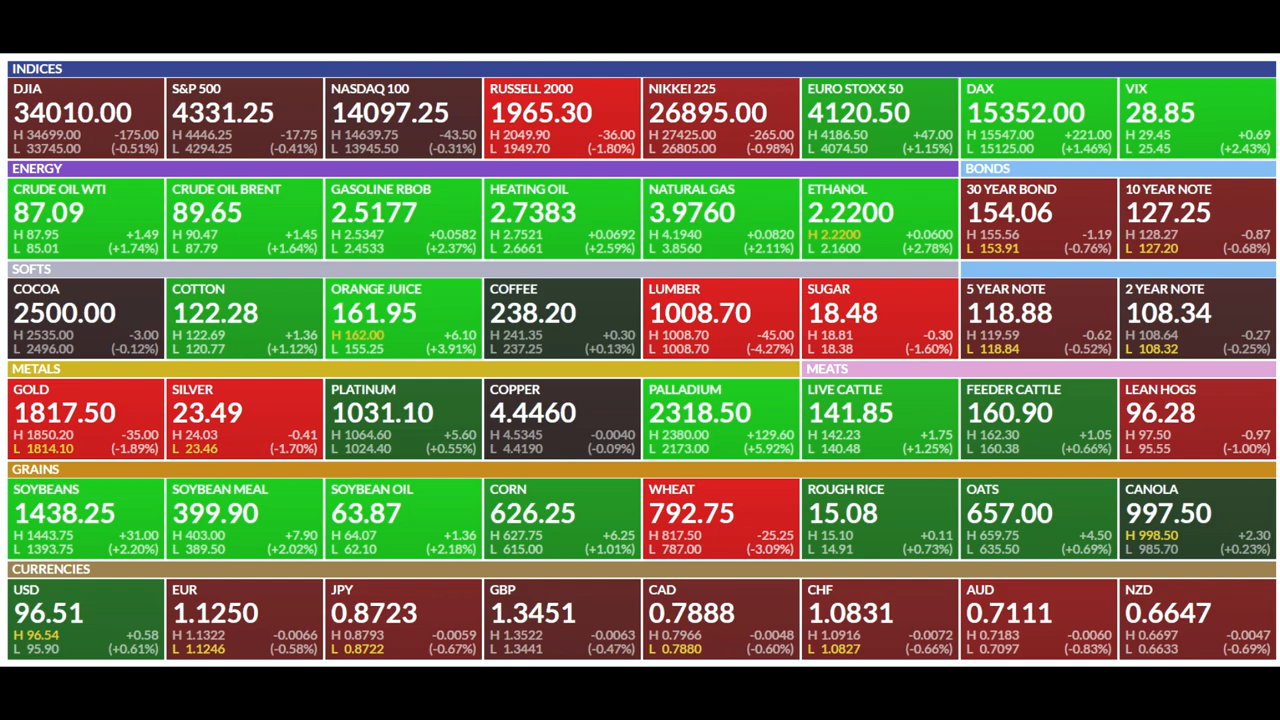 INDICES
DJIA
34010.00
H 34699.00 -175.00
L 33745.00 (-0.51%)
S&P 500
4331.25
H 4446.25 -17.75
L 4294.25 (-0.41%)
NASDAQ 100
14097.25
H 14639.75 -43.50
L 13945.50 (-0.31%)
RUSSELL 2000
1965.30
H 2049.90 -36.00
L 1949.70 (-1.80%)
NIKKEI 225
26895.00
H 27425.00 -265.00
L 26805.00 (-0.98%)
EURO STOXX 50
4120.50
H 4186.50 +47.00
L 4074.50 (+1.15%)
DAX
15352.00
H 15547.00 +221.00
L 15125.00 (+1.46%)
VIX
28.85
H 29.45 +0.69
L 25.45 (+2.43%)
ENERGY
CRUDE OIL WTI
87.09
H 87.95 +1.49
L 85.01 (+1.74%)
CRUDE OIL BRENT
89.65
H 90.47 +1.45
L 87.79 (+1.64%)
GASOLINE RBOB
2.5177
H 2.5347 +0.0582
L 2.4533 (+2.37%)
HEATING OIL
2.7383
H 2.7521 +0.0692
L 2.6661 (+2.59%)
NATURAL GAS
3.9760
H 4.1940 +0.0820
L 3.8560 (+2.11%)
ETHANOL
2.2200
H 2.2200 +0.0600
L 2.1600 (+2.78%)
BONDS
30 YEAR BOND
154.06
H 155.56 -1.19
L 153.91 (-0.76%)
10 YEAR NOTE
127.25
H 128.27 -0.87
L 127.20 (-0.68%)
SOFTS
COCOA
2500.00
H 2535.00 -3.00
L 2496.00 (-0.12%)
COTTON
122.28
H 122.69 +1.36
L 120.77 (+1.12%)
ORANGE JUICE
161.95
H 162.00 +6.10
L 155.25 (+3.91%)
COFFEE
238.20
H 241.35 +0.30
L 237.25 (+0.13%)
LUMBER
1008.70
H 1008.70 -45.00
L 1008.70 (-4.27%)
SUGAR
18.48
H 18.81 -0.30
L 18.38 (-1.60%)
5 YEAR NOTE
118.88
H 119.59 -0.62
L 118.84 (-0.52%)
2 YEAR NOTE
108.34
H 108.64 -0.27
L 108.32 (-0.25%)
METALS
GOLD
1817.50
H 1850.20 -35.00
L 1814.10 (-1.89%)
SILVER
23.49
H 24.03 -0.41
L 23.46 (-1.70%)
PLATINUM
1031.10
H 1064.60 +5.60
L 1024.40 (+0.55%)
COPPER
4.4460
H 4.5345 -0.0040
L 4.4190 (-0.09%)
PALLADIUM
2318.50
H 2380.00 +129.60
L 2173.00 (+5.92%)
MEATS
LIVE CATTLE
141.85
H 142.23 +1.75
L 140.48 (+1.25%)
FEEDER CATTLE
160.90
H 162.30 +1.05
L 160.38 (+0.66%)
LEAN HOGS
96.28
H 97.50 -0.97
L 95.55 (-1.00%)
GRAINS
SOYBEANS
1438.25
H 1443.75 +31.00
L 1393.75 (+2.20%)
SOYBEAN MEAL
399.90
H 403.00 +7.90
L 389.50 (+2.02%)
SOYBEAN OIL
63.87
H 64.07 +1.36
L 62.10 (+2.18%)
CORN
626.25
H 627.75 +6.25
L 615.00 (+1.01%)
WHEAT
792.75
H 817.50 -25.25
L 787.00 (-3.09%)
ROUGH RICE
15.08
H 15.10 +0.11
L 14.91 (+0.73%)
OATS
657.00
H 659.75 +4.50
L 635.50 (+0.69%)
CANOLA
997.50
H 998.50 +2.30
L 985.70 (+0.23%)
CURRENCIES
USD
96.51
H 96.54 +0.58
L 95.90 (+0.61%)
EUR
1.1250
H 1.1322 -0.0066
L 1.1246 (-0.58%)
JPY
0.8723
H 0.8793 -0.0059
L 0.8722 (-0.67%)
GBP
1.3451
H 1.3522 -0.0063
L 1.3441 (-0.47%)
CAD
0.7888
H 0.7966 -0.0048
L 0.7880 (-0.60%)
CHF
1.0831
H 1.0916 -0.0072
L 1.0827 (-0.66%)
AUD
0.7111
H 0.7183 -0.0060
L 0.7097 (-0.83%)
NZD
0.6647
H 0.6697 -0.0047
L 0.6633 (-0.69%)